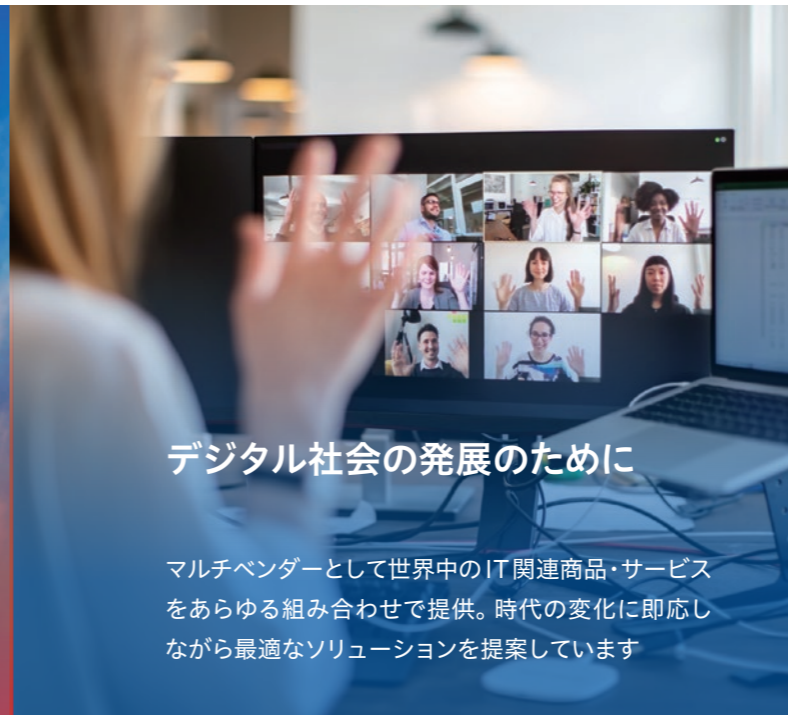 デジタル社会の発展のために
マルチベンダーとして世界中のIT関連商品・サービス
をあらゆる組み合わせで提供。時代の変化に即応し
ながら最適なソリューションを提案しています